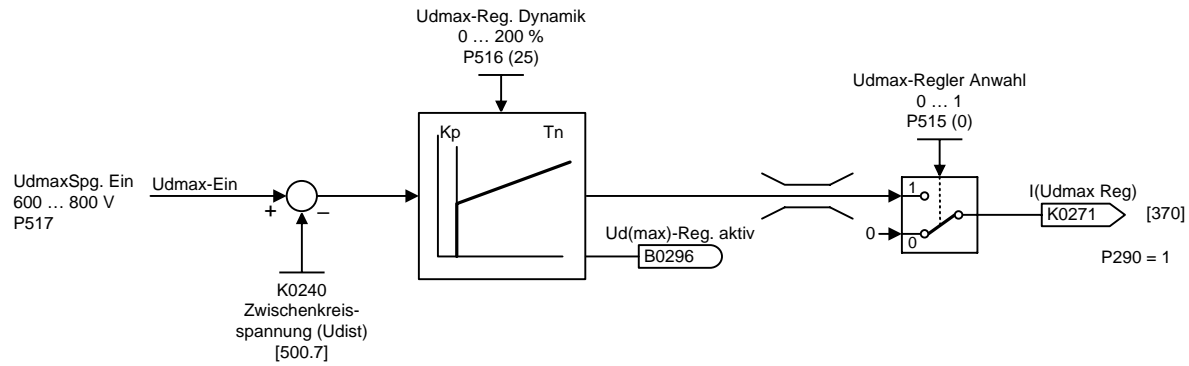 Udmax-Reg. Dynamik
0 ... 200 %
P516 (25)
Udmax-Regler Anwahl
0 ... 1
P515 (0)
Kp Tn
UdmaxSpg. Ein
600 ... 800 V
P517
Udmax-Ein
+
–
1
0
0
I(Udmax Reg)
K0271
[370]
Ud(max)-Reg. aktiv
B0296
P290 = 1
K0240
Zwischenkreis-
spannung (Udist)
[500.7]